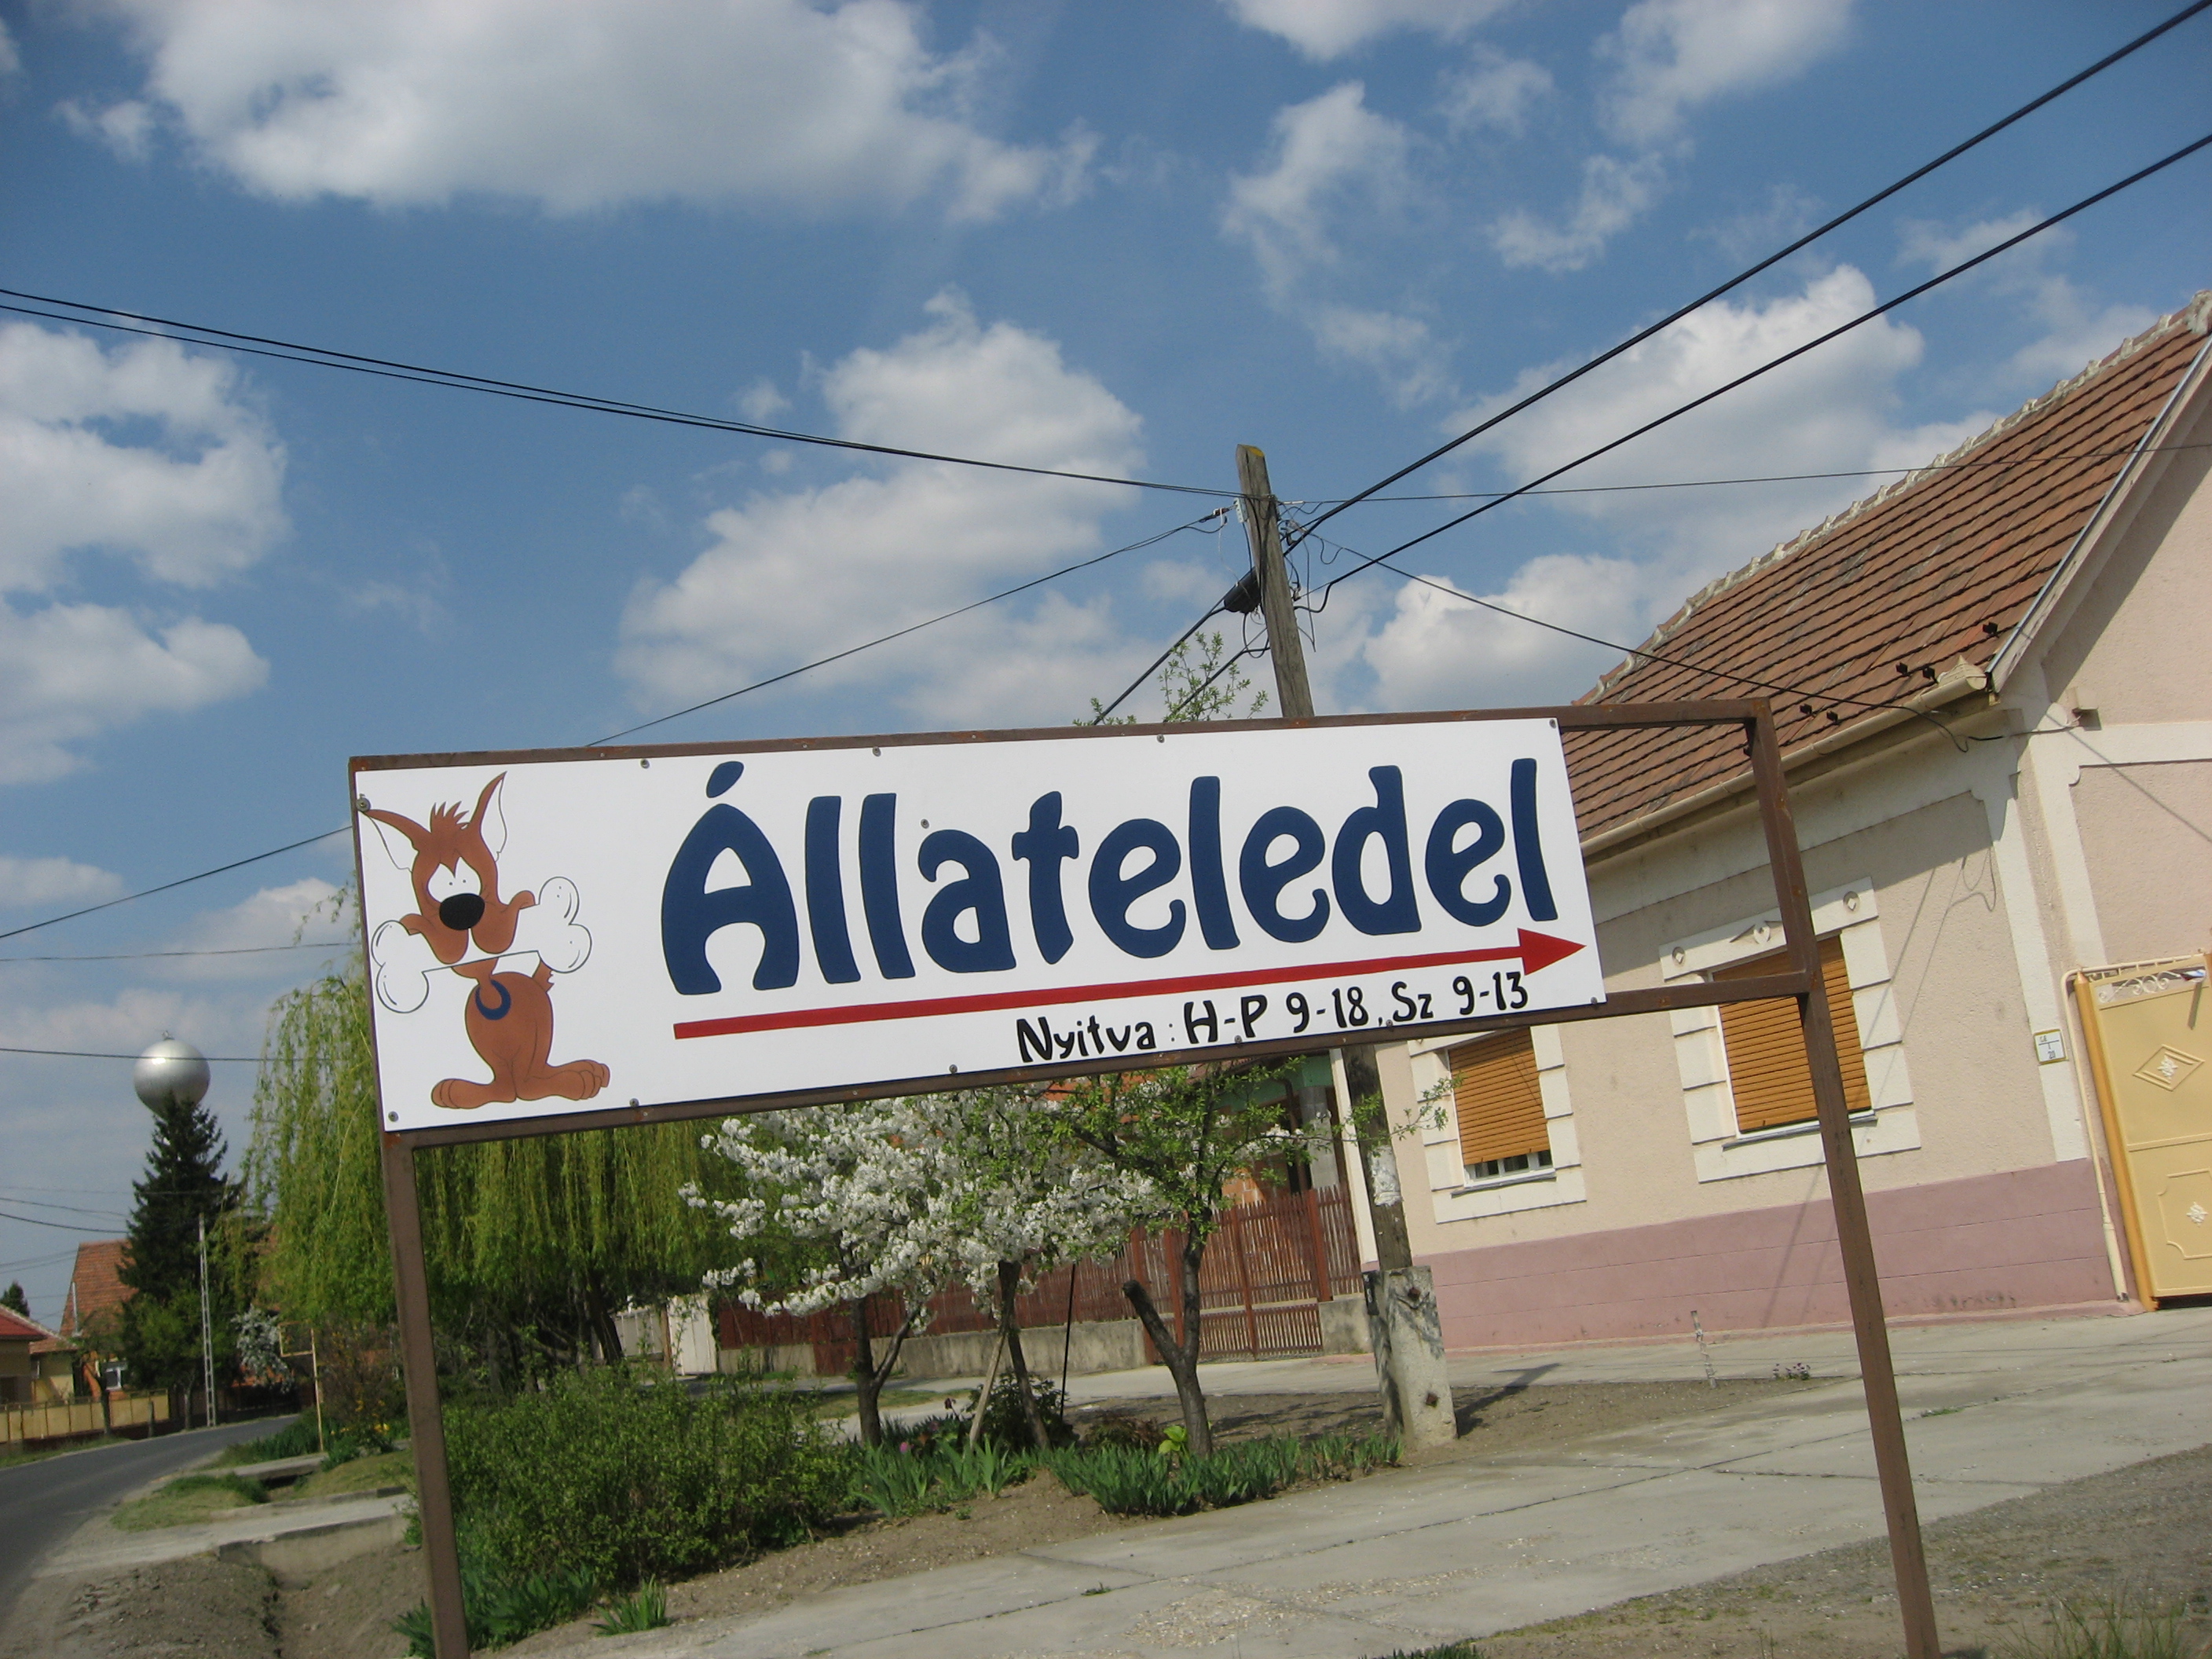 Állateledel
Nyitva : H-P 9-18, Sz 9-13